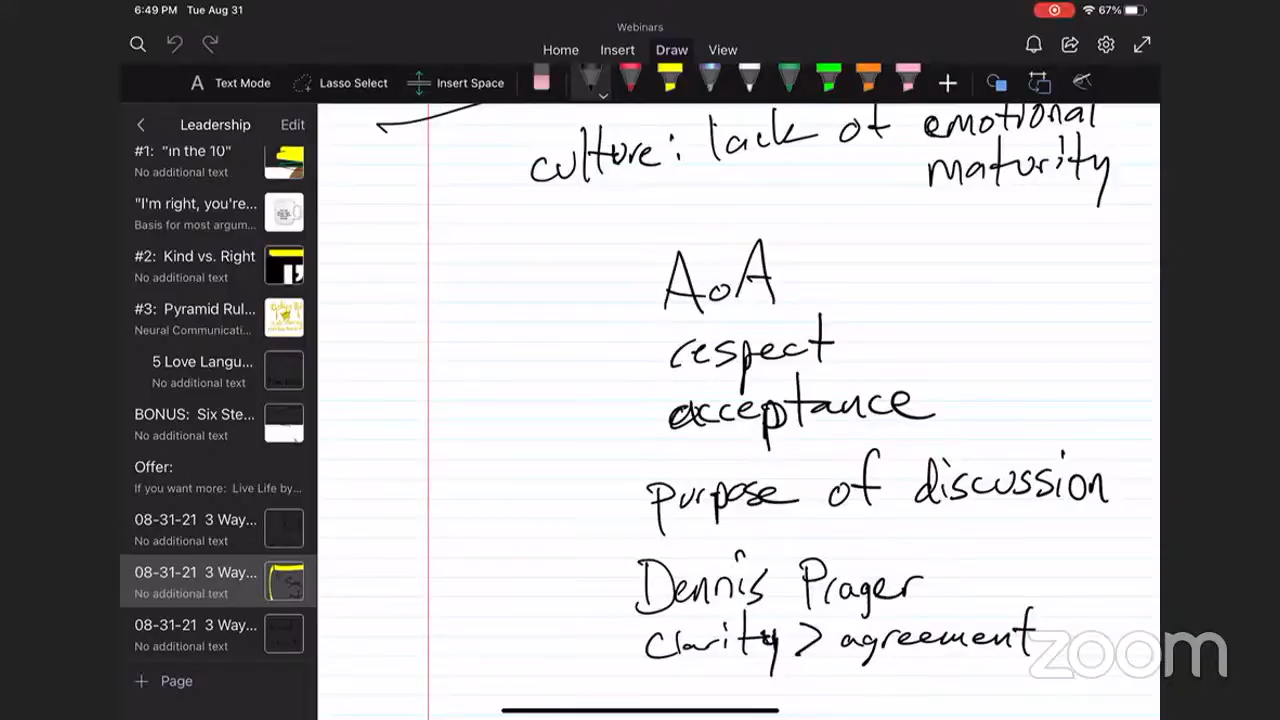 6:49 PM Tue Aug 31
67%
Webinars
Home Insert Draw View
Text Mode Lasso Select Insert Space
Leadership Edit
#1: "in the 10"
No additional text
"I'm right, you're...
Basis for most argum...
#2: Kind vs. Right
No additional text
#3: Pyramid Rul...
Neural Communicati...
5 Love Langu...
No additional text
BONUS: Six Ste...
No additional text
Offer:
If you want more: Live Life by...
08-31-21 3 Way...
No additional text
08-31-21 3 Way...
No additional text
08-31-21 3 Way...
No additional text
Page
culture: lack of emotional
maturity
AoA
respect
acceptance
purpose of discussion
Dennis Prager
clarity > agreement
zoom